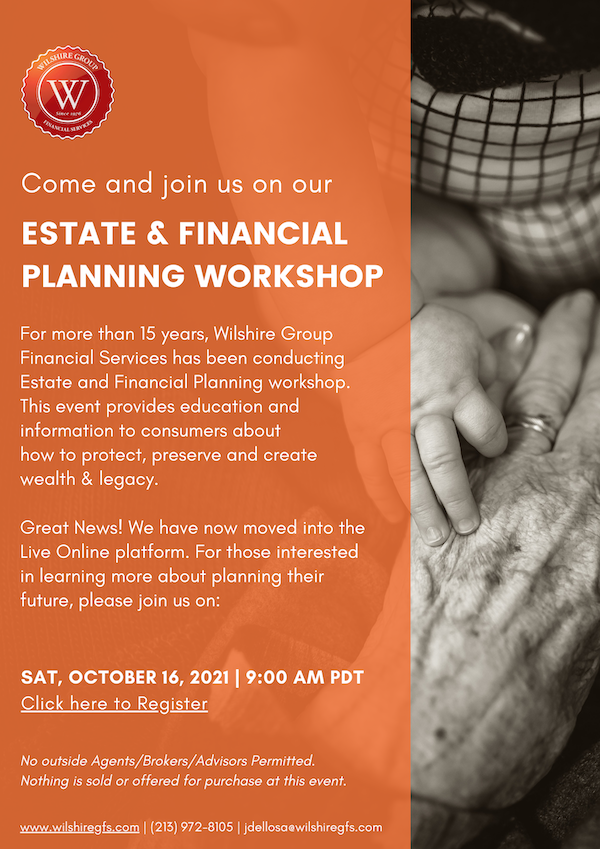 WILSHIRE GROUP
W
since 1976
FINANCIAL SERVICES
Come and join us on our
ESTATE & FINANCIAL
PLANNING WORKSHOP
For more than 15 years, Wilshire Group
Financial Services has been conducting
Estate and Financial Planning workshop.
This event provides education and
information to consumers about
how to protect, preserve and create
wealth & legacy.
Great News! We have now moved into the
Live Online platform. For those interested
in learning more about planning their
future, please join us on:
SAT, OCTOBER 16, 2021 | 9:00 AM PDT
Click here to Register
No outside Agents/Brokers/Advisors Permitted.
Nothing is sold or offered for purchase at this event.
www.wilshiregfs.com | (213) 972-8105 | jdellosa@wilshiregfs.com